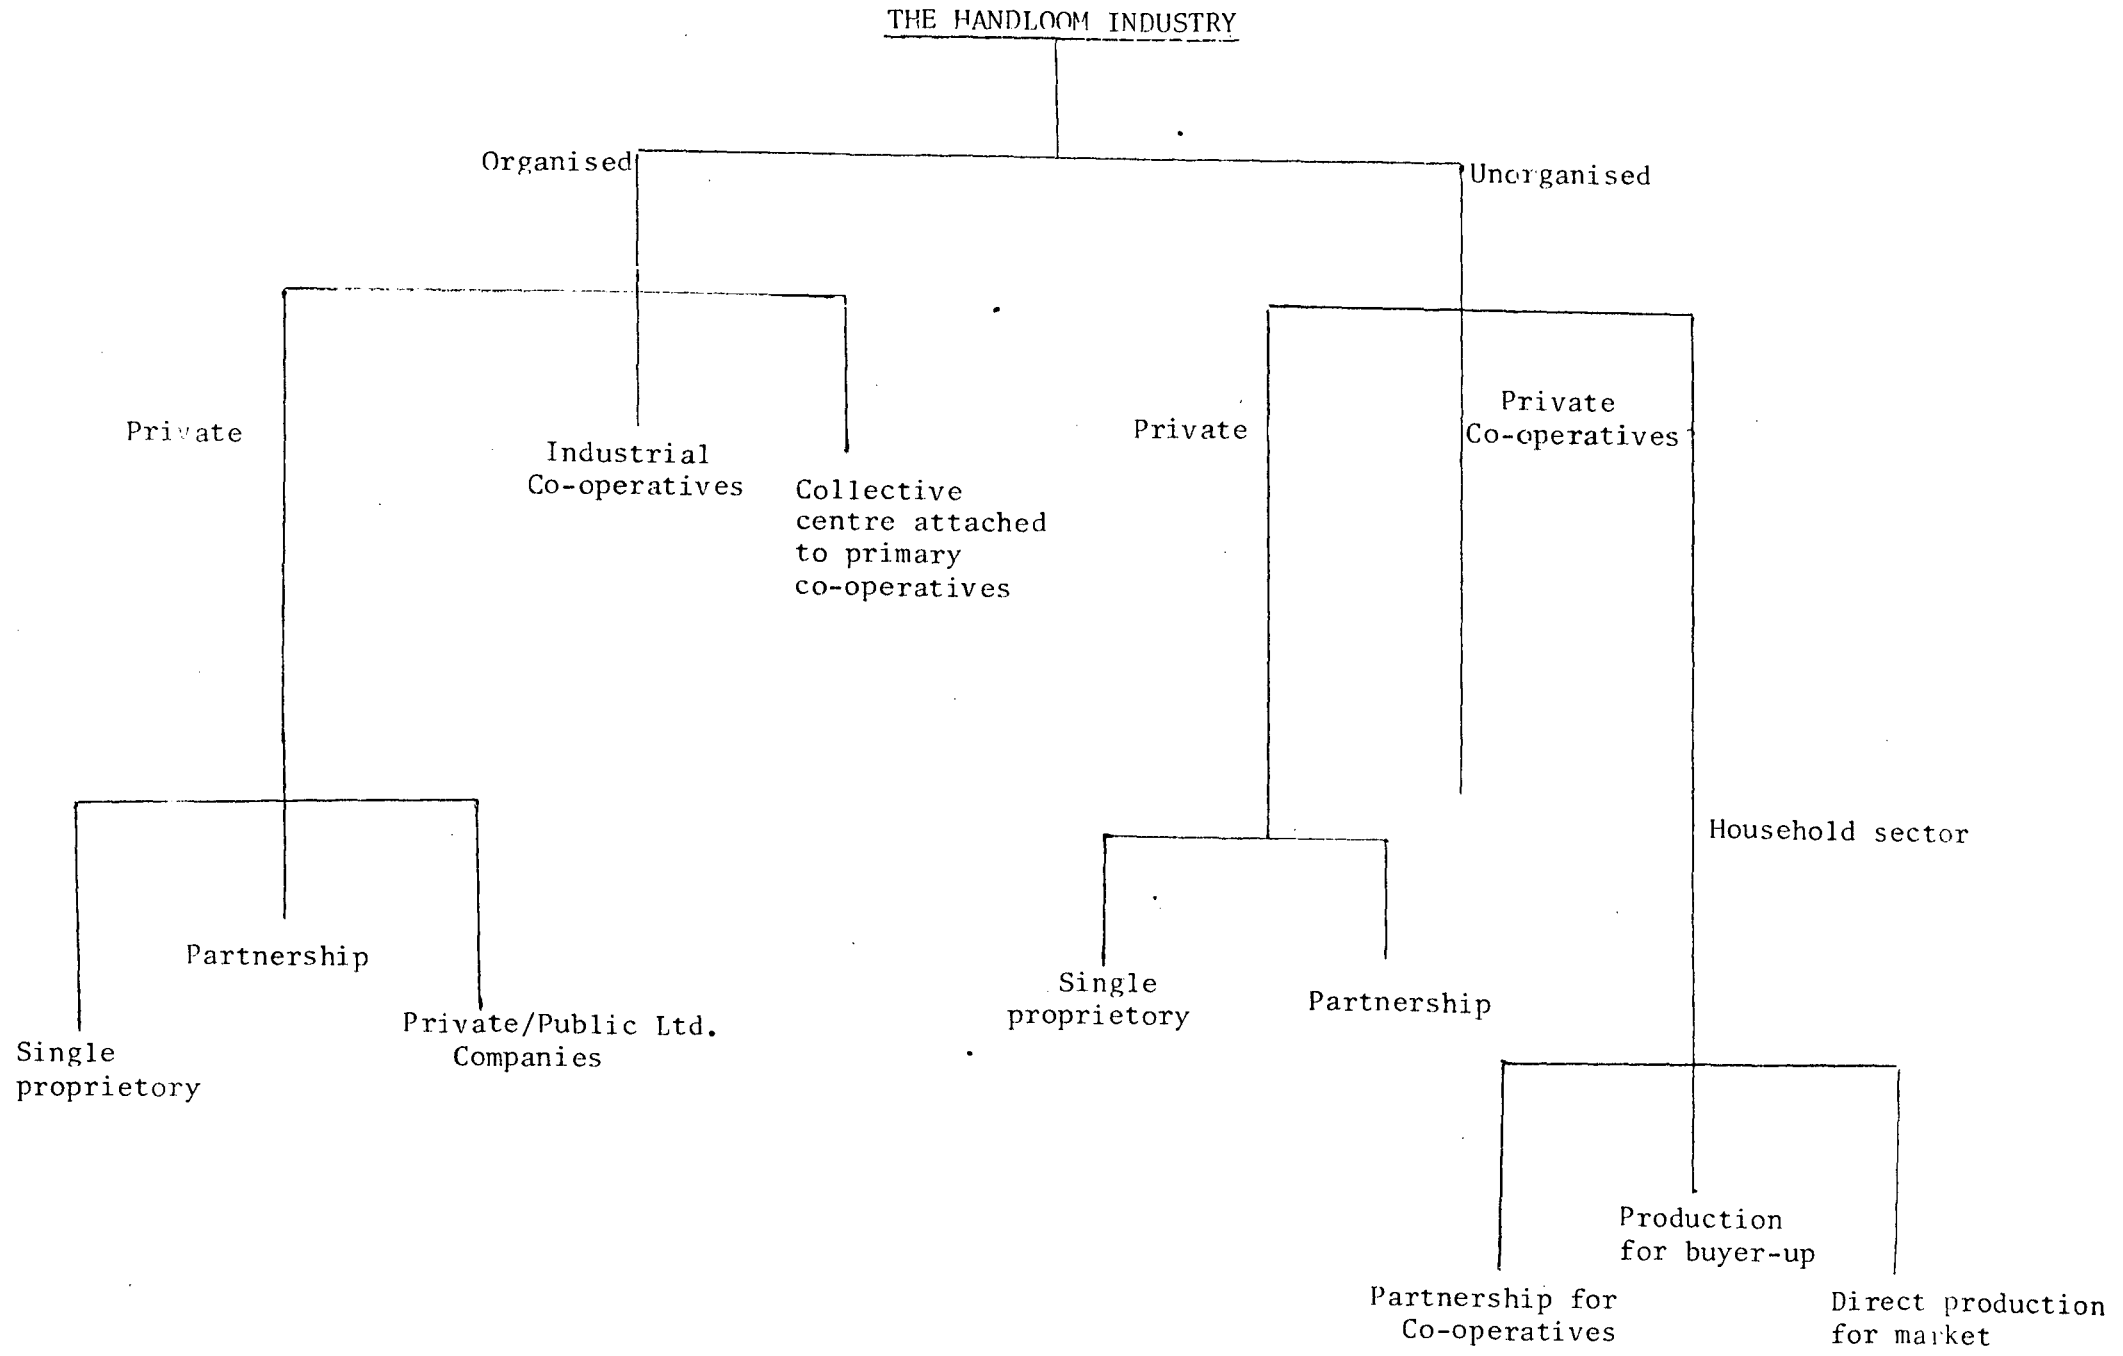 THE HANDLOOM INDUSTRY
Organised
Unorganised
Private
Industrial
Co-operatives
Collective
centre attached
to primary
co-operatives
Private
Private
Co-operatives
Household sector
Single
proprietory
Partnership
Private/Public Ltd.
Companies
Single
proprietory
Partnership
Partnership for
Co-operatives
Production
for buyer-up
Direct production
for market